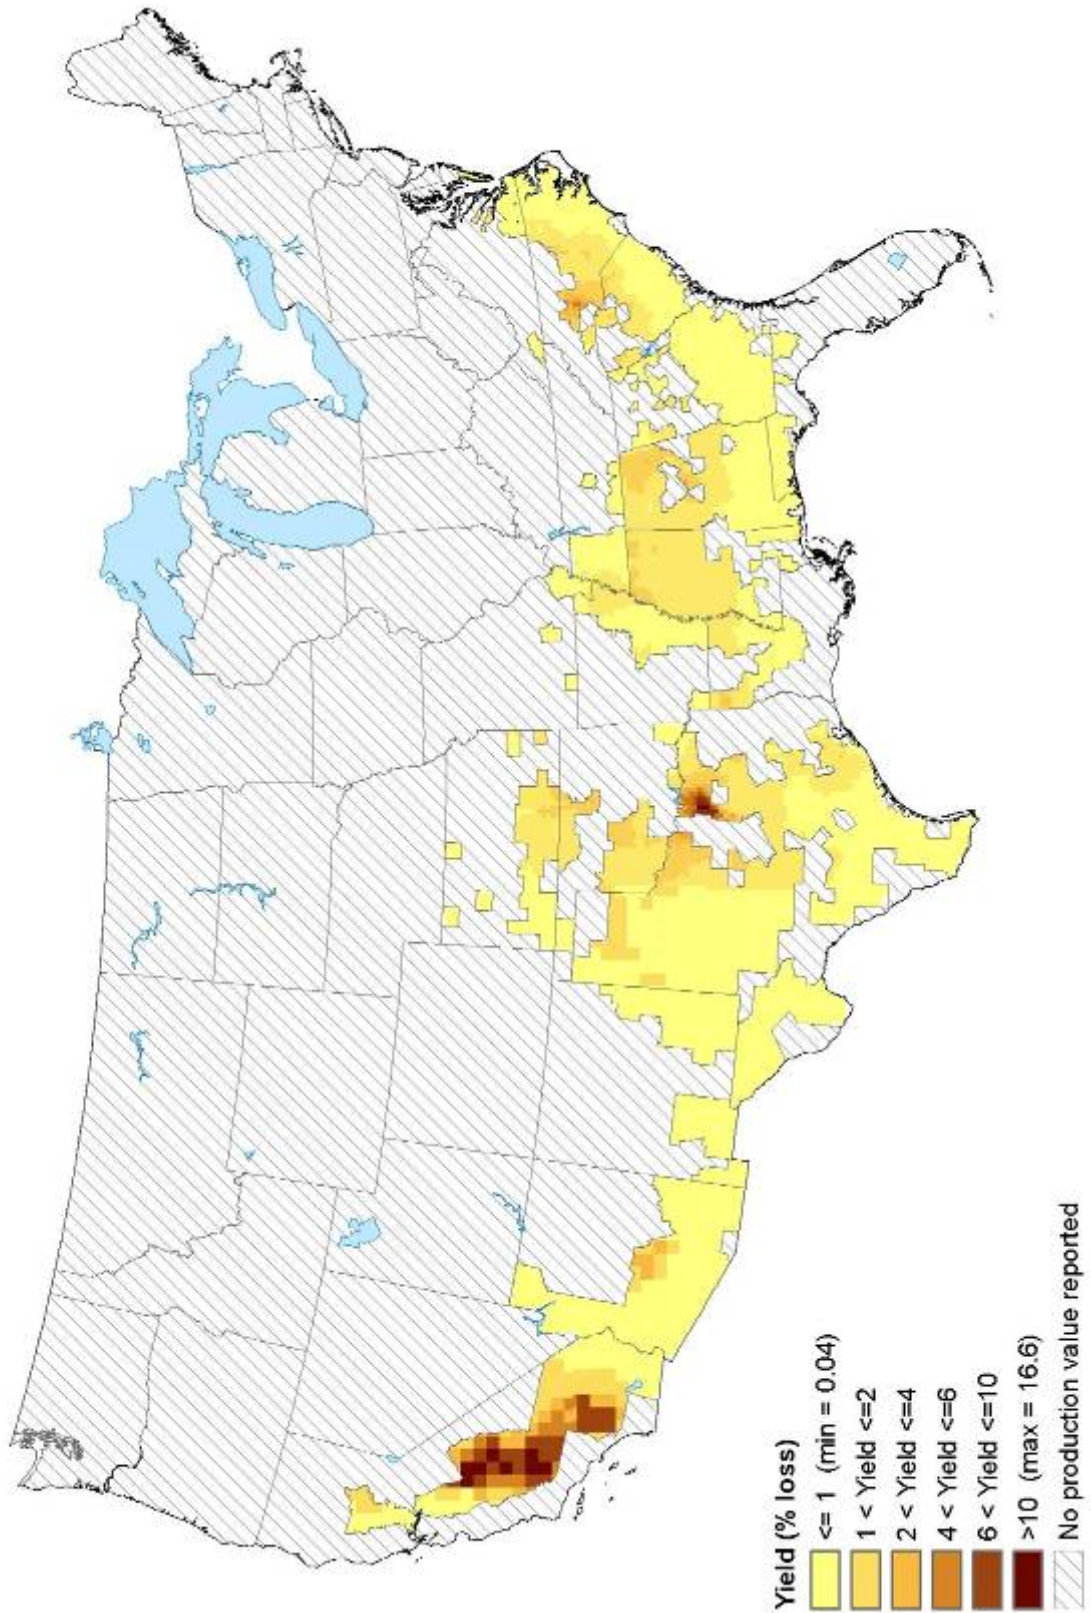 Yield (% loss)
<= 1 (min = 0.04)
1 < Yield <=2
2 < Yield <=4
4 < Yield <=6
6 < Yield <=10
>10 (max = 16.6)
No production value reported